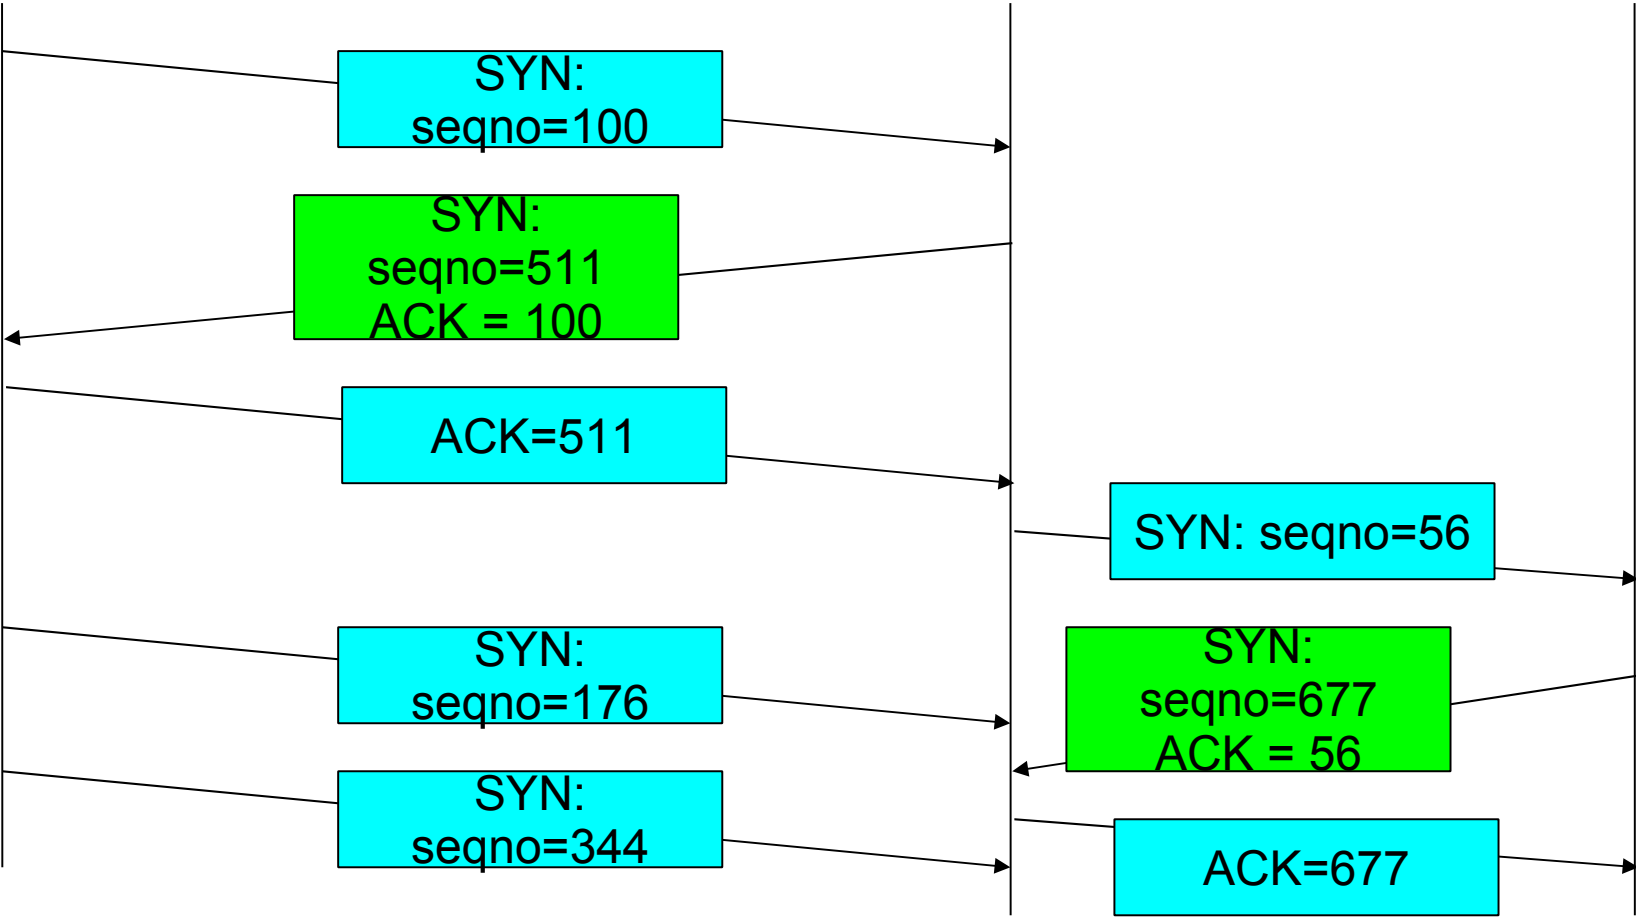 SYN:
seqno=100
SYN:
seqno=511
ACK = 100
ACK=511
SYN: seqno=56
SYN:
seqno=176
SYN:
seqno=677
ACK = 56
SYN:
seqno=344
ACK=677